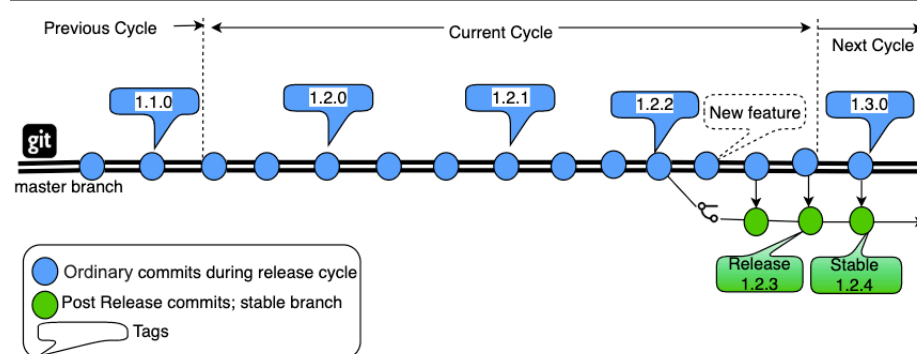 Previous Cycle
Current Cycle
Next Cycle
1.1.0
1.2.0
1.2.1
1.2.2
New feature
1.3.0
git
master branch
Release
1.2.3
Stable
1.2.4
Ordinary commits during release cycle
Post Release commits; stable branch
Tags